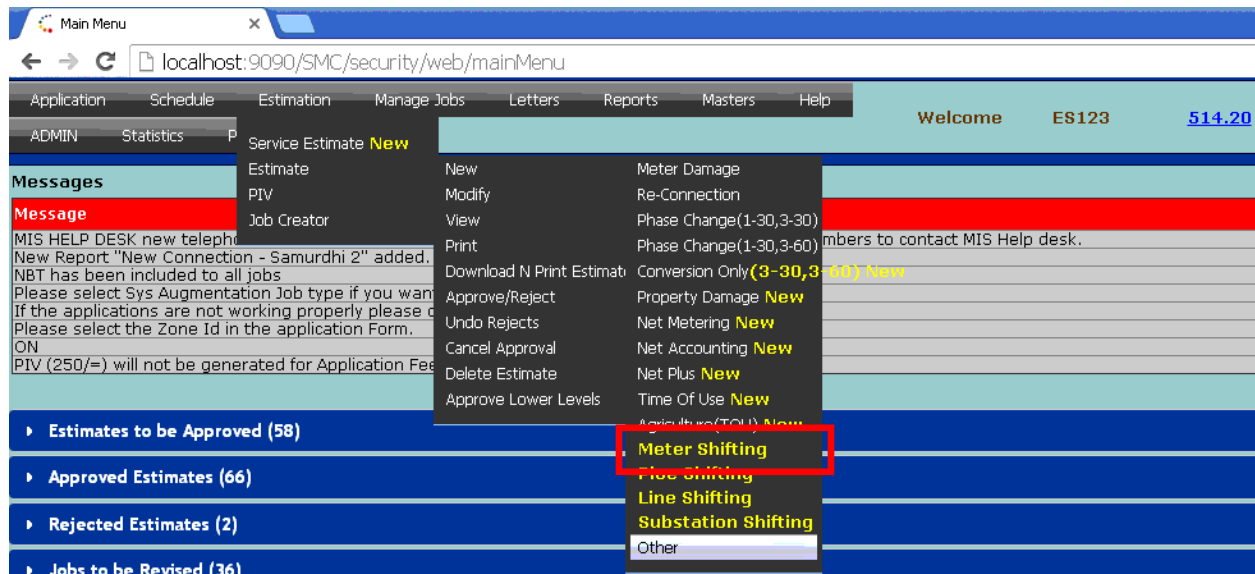 Main Menu
localhost:9090/SMC/security/web/mainMenu
Application Schedule Estimation Manage Jobs Letters Reports Masters Help
Welcome ES123 514.20
ADMIN Statistics P
Service Estimate New
Estimate
PIV
Job Creator
New
Modify
View
Print
Download N Print Estimat
Approve/Reject
Undo Rejects
Cancel Approval
Delete Estimate
Approve Lower Levels
Meter Damage
Re-Connection
Phase Change(1-30,3-30)
Phase Change(1-30,3-60)
Conversion Only(3-30,3-60) New
Property Damage New
Net Metering New
Net Accounting New
Net Plus New
Time Of Use New
Agriculture(TOU) New
Meter Shifting
Shifting
Line Shifting
Substation Shifting
Other
Messages
Message
MIS HELP DESK new telepho mbers to contact MIS Help desk.
New Report "New Connection - Samurdhi 2" added.
NBT has been included to all jobs
Please select Sys Augmentation Job type if you wan
If the applications are not working properly please c
Please select the Zone Id in the application Form.
ON
PIV (250/=) will not be generated for Application Fee
Estimates to be Approved (58)
Approved Estimates (66)
Rejected Estimates (2)
Jobs to be Revised (36)